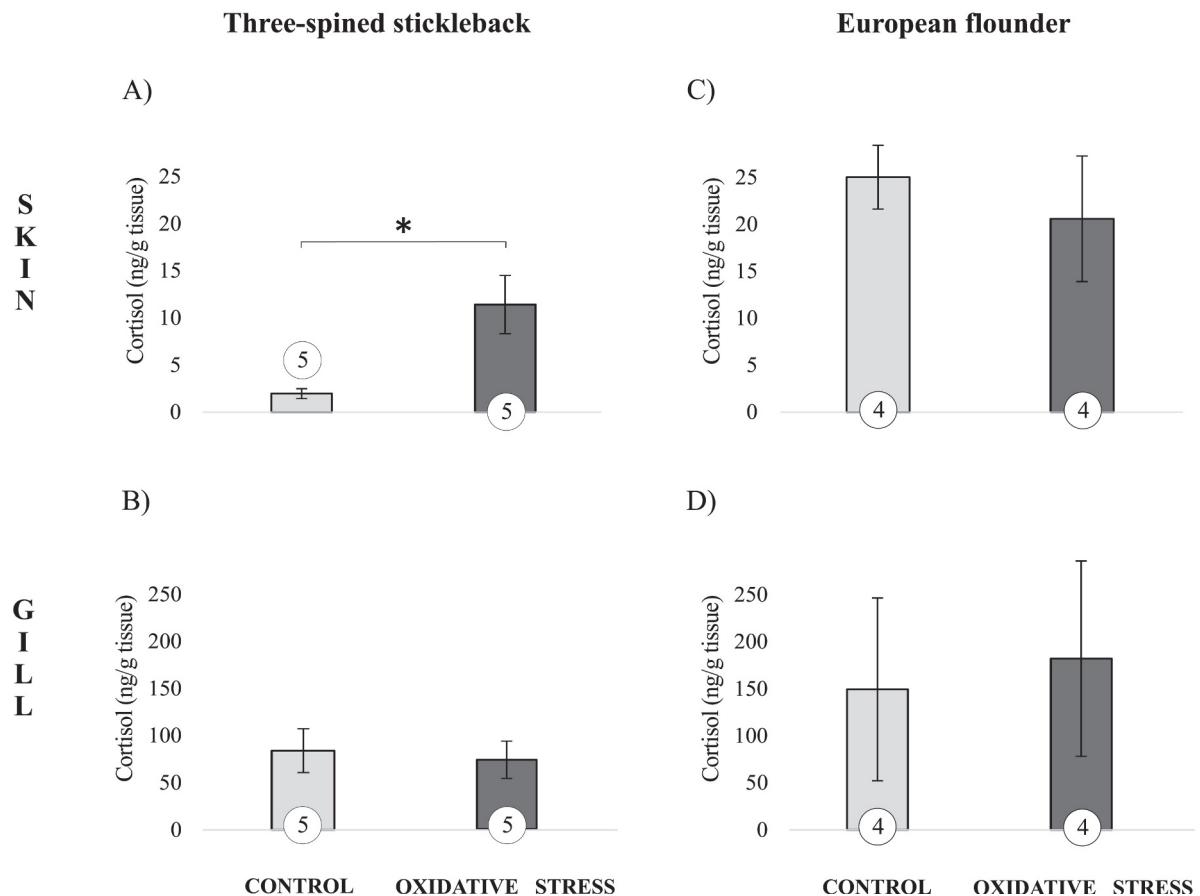 Three-spined stickleback
European flounder
S
K
I
N
A)
Cortisol (ng/g tissue)
25
20
15
10
5
0
*
5
5
C)
Cortisol (ng/g tissue)
25
20
15
10
5
0
4
4
G
I
L
L
B)
Cortisol (ng/g tissue)
250
200
150
100
50
0
5
5
CONTROL
OXIDATIVE STRESS
D)
Cortisol (ng/g tissue)
250
200
150
100
50
0
4
4
CONTROL
OXIDATIVE STRESS